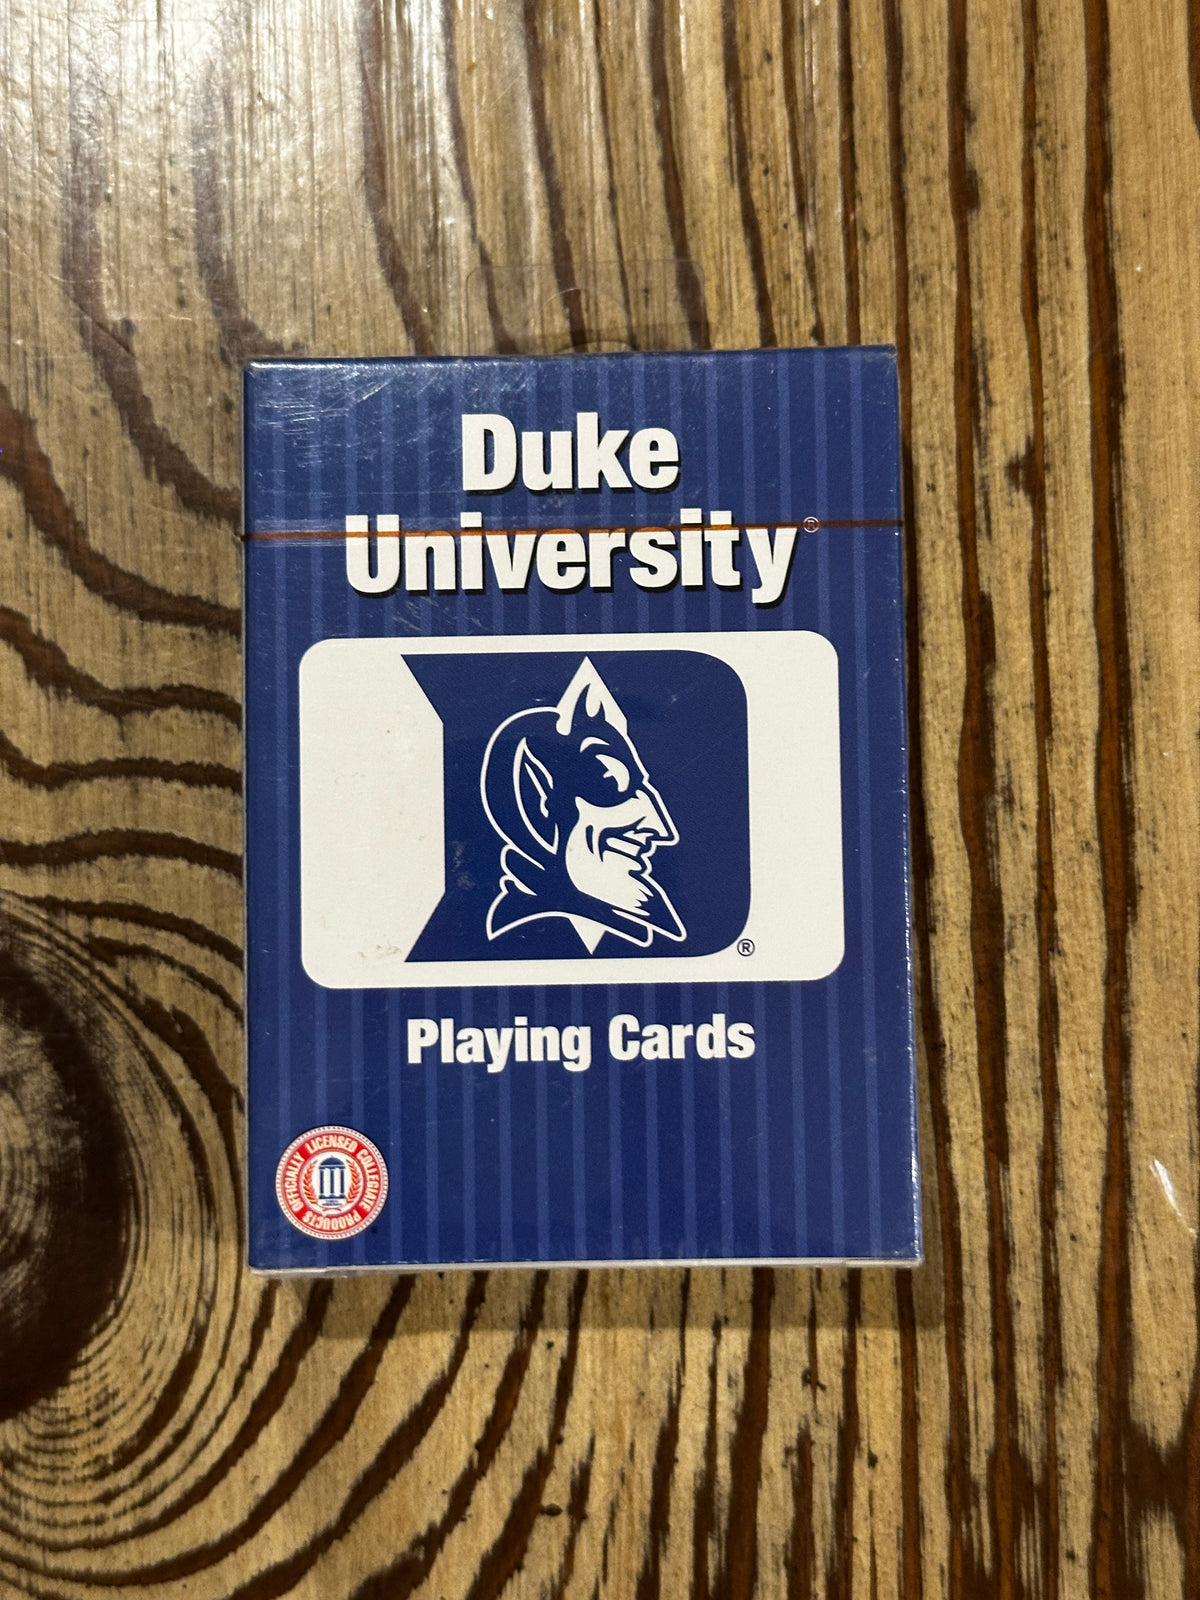 Duke
University®
®
Playing Cards
OFFICIALLY LICENSED COLLEGIATE PRODUCTS